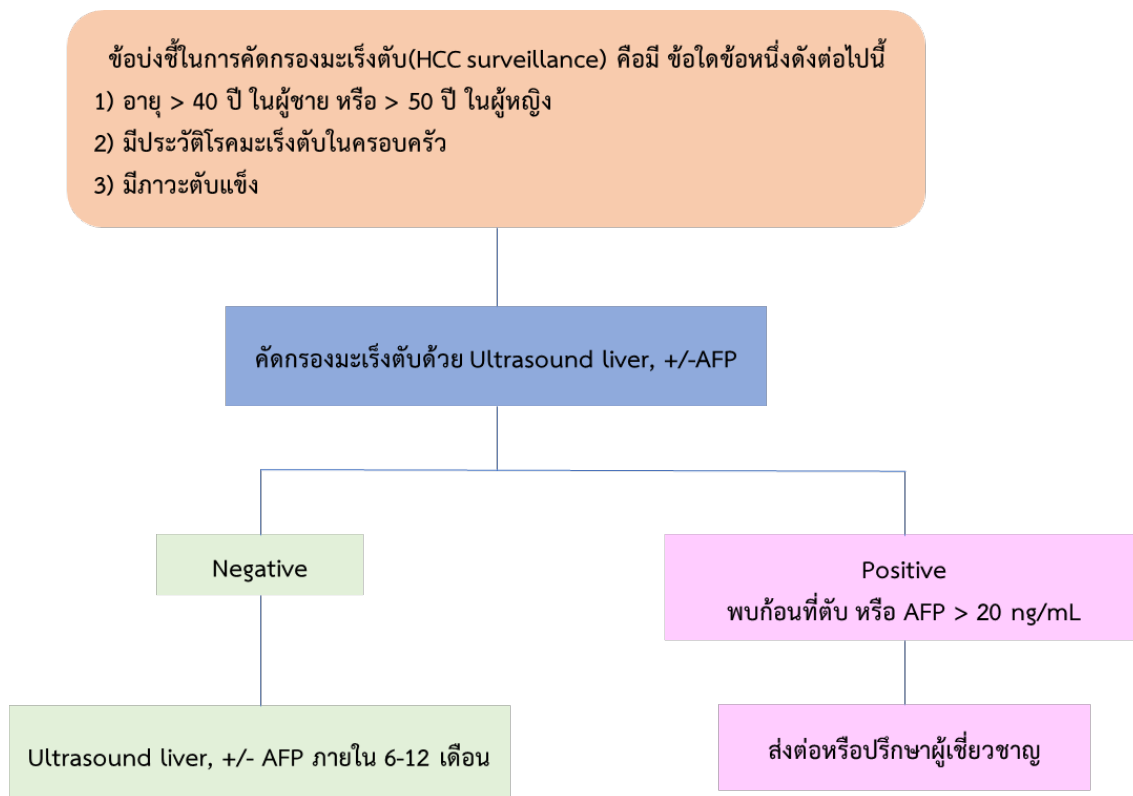 ข้อบ่งชี้ในการคัดกรองมะเร็งตับ(HCC surveillance) คือมี ข้อใดข้อหนึ่งดังต่อไปนี้
1) อายุ > 40 ปี ในผู้ชาย หรือ > 50 ปี ในผู้หญิง
2) มีประวัติโรคมะเร็งตับในครอบครัว
3) มีภาวะตับแข็ง
คัดกรองมะเร็งตับด้วย Ultrasound liver, +/-AFP
Negative
Positive
พบก้อนที่ตับ หรือ AFP > 20 ng/mL
Ultrasound liver, +/- AFP ภายใน 6-12 เดือน
ส่งต่อหรือปรึกษาผู้เชี่ยวชาญ